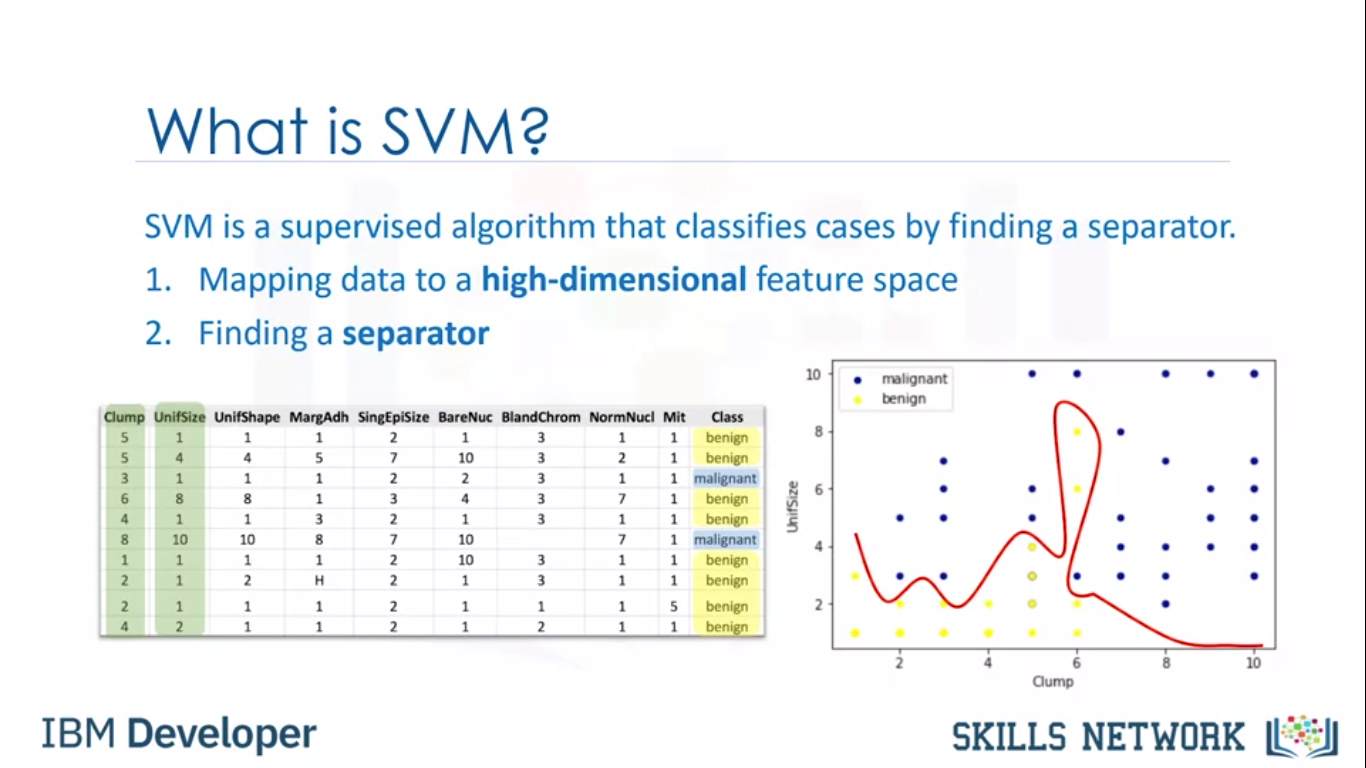 What is SVM?
SVM is a supervised algorithm that classifies cases by finding a separator.
1. Mapping data to a high-dimensional feature space
2. Finding a separator
Clump UnifSize UnifShape MargAdh SingEpiSize BareNuc BlandChrom NormNucl Mit Class
5 1 1 1 2 1 3 1 1 benign
5 4 4 5 7 10 3 2 1 benign
3 1 1 1 2 2 3 1 1 malignant
6 8 8 1 3 4 3 7 1 benign
4 1 1 3 2 1 3 1 1 benign
8 10 10 8 7 10 7 1 malignant
1 1 1 1 2 10 3 1 1 benign
2 1 2 H 2 1 3 1 1 benign
2 1 1 1 2 1 1 1 5 benign
4 2 1 1 2 1 2 1 1 benign
malignant
benign
10
8
6
4
2
UnifSize
2 4 6 8 10
Clump
IBM Developer
SKILLS NETWORK